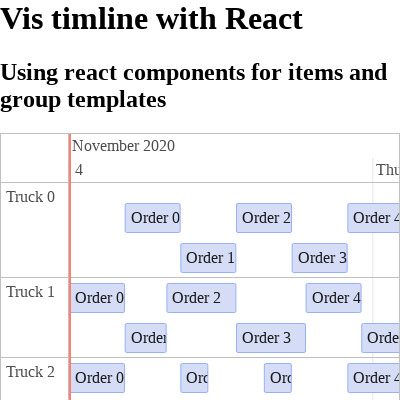 Vis timline with React
Using react components for items and
group templates
November 2020
4 Thu
Truck 0
Order 0 Order 2 Order 4
Order 1 Order 3
Truck 1
Order 0 Order 2 Order 4
Order Order 3 Orde
Truck 2
Order 0 Ord Ord Order 4